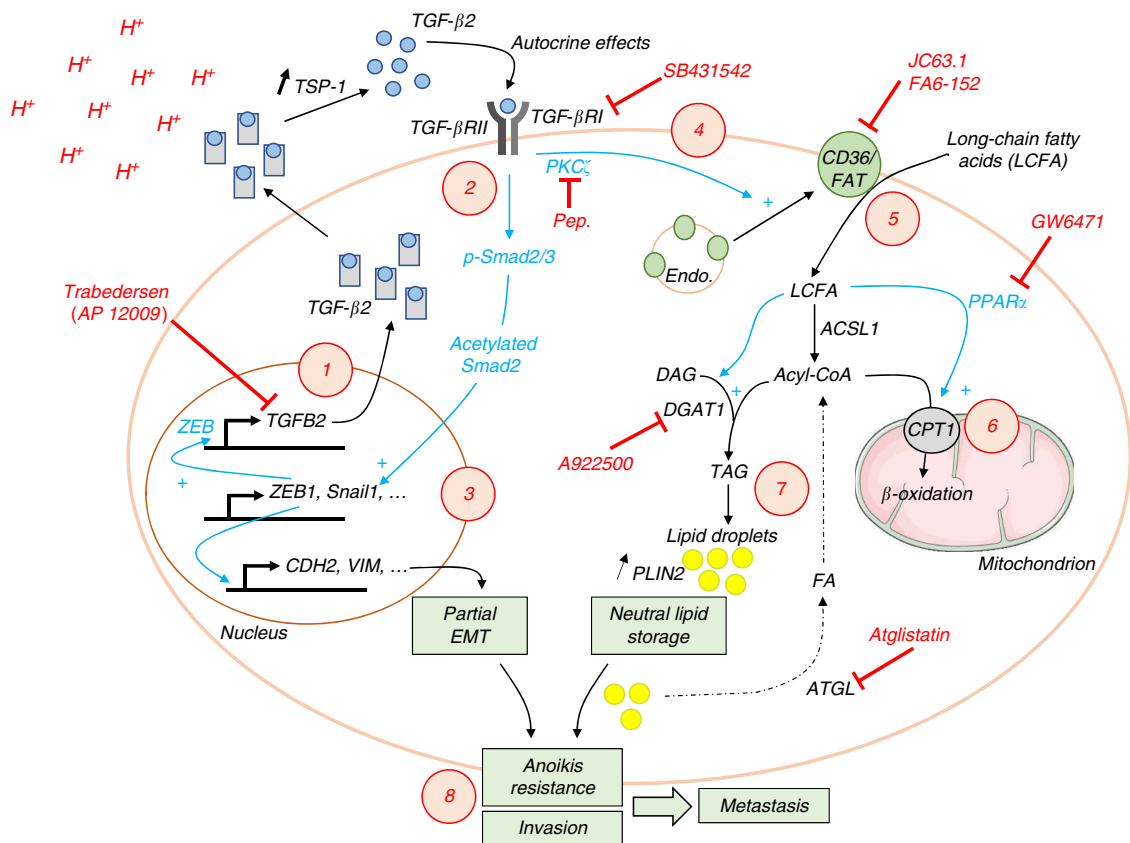 H+
H+
H+
H+
H+
H+
H+
H+
H+
TGF-β2
Autocrine effects
TSP-1
SB431542
JC63.1
FA6-152
TGF-βRII
TGF-βRI
4
CD36/
FAT
Long-chain fatty
acids (LCFA)
2
PKCζ
+
5
Pep.
GW6471
p-Smad2/3
Endo.
Trabedersen
(AP 12009)
TGF-β2
LCFA
PPARα
ACSL1
Acetylated
Smad2
1
DAG
+
Acyl-CoA
+
ZEB
TGFB2
DGAT1
CPT1
6
A922500
+
+
TAG
7
ZEB1, Snail1, ...
3
β-oxidation
Lipid droplets
Mitochondrion
CDH2, VIM, ...
PLIN2
FA
Nucleus
Partial
EMT
Neutral lipid
storage
Atglistatin
ATGL
8
Anoikis
resistance
Invasion
Metastasis